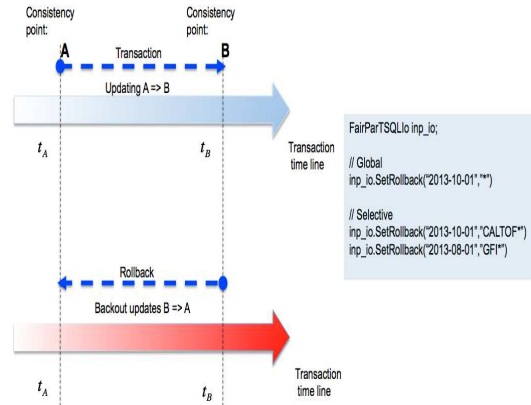 Consistency
point:
Consistency
point:
A
Transaction
B
Updating A => B
t_A
t_B
Transaction
time line
FairParTSQLIo inp_io;
// Global
inp_io.SetRollback("2013-10-01","*")
// Selective
inp_io.SetRollback("2013-10-01","CALTOF*")
inp_io.SetRollback("2013-08-01","GFI*")
Rollback
Backout updates B => A
t_A
t_B
Transaction
time line